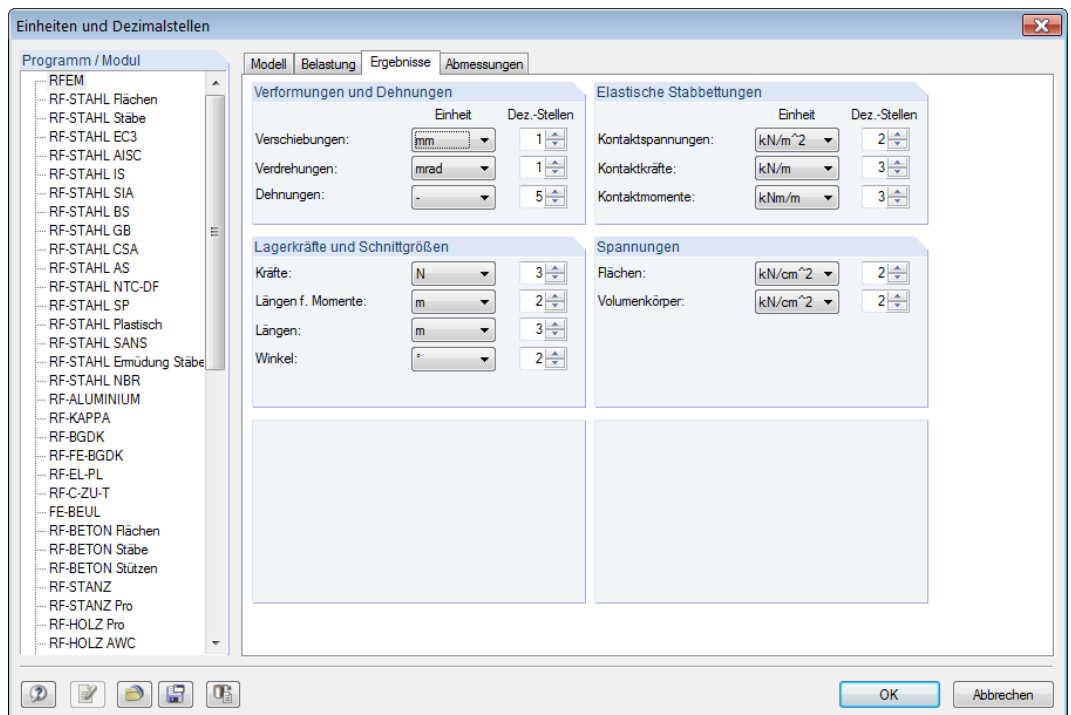 Einheiten und Dezimalstellen
Programm / Modul
RFEM
RF-STAHL Flächen
RF-STAHL Stäbe
RF-STAHL EC3
RF-STAHL AISC
RF-STAHL IS
RF-STAHL SIA
RF-STAHL BS
RF-STAHL GB
RF-STAHL CSA
RF-STAHL AS
RF-STAHL NTC-DF
RF-STAHL SP
RF-STAHL Plastisch
RF-STAHL SANS
RF-STAHL Ermüdung Stäbe
RF-STAHL NBR
RF-ALUMINIUM
RF-KAPPA
RF-BGDK
RF-FE-BGDK
RF-EL-PL
RF-C-ZU-T
FE-BEUL
RF-BETON Flächen
RF-BETON Stäbe
RF-BETON Stützen
RF-STANZ
RF-STANZ Pro
RF-HOLZ Pro
RF-HOLZ AWC
Modell Belastung Ergebnisse Abmessungen
Verformungen und Dehnungen
Einheit Dez.-Stellen
Verschiebungen: mm 1
Verdrehungen: mrad 1
Dehnungen: - 5
Elastische Stabbettungen
Einheit Dez.-Stellen
Kontaktspannungen: kN/m^2 2
Kontaktkräfte: kN/m 3
Kontaktmomente: kNm/m 3
Lagerkräfte und Schnittgrößen
Kräfte: N 3
Längen f. Momente: m 2
Längen: m 3
Winkel: ° 2
Spannungen
Flächen: kN/cm^2 2
Volumenkörper: kN/cm^2 2
OK Abbrechen